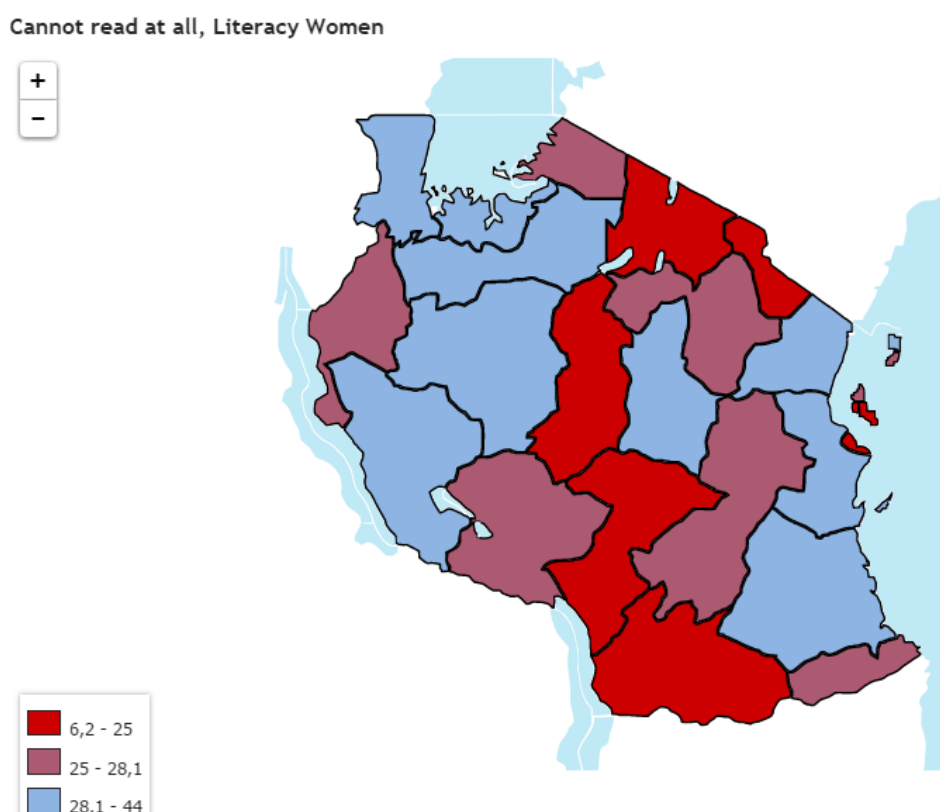 Cannot read at all, Literacy Women
+
−
6,2 - 25
25 - 28,1
28,1 - 44